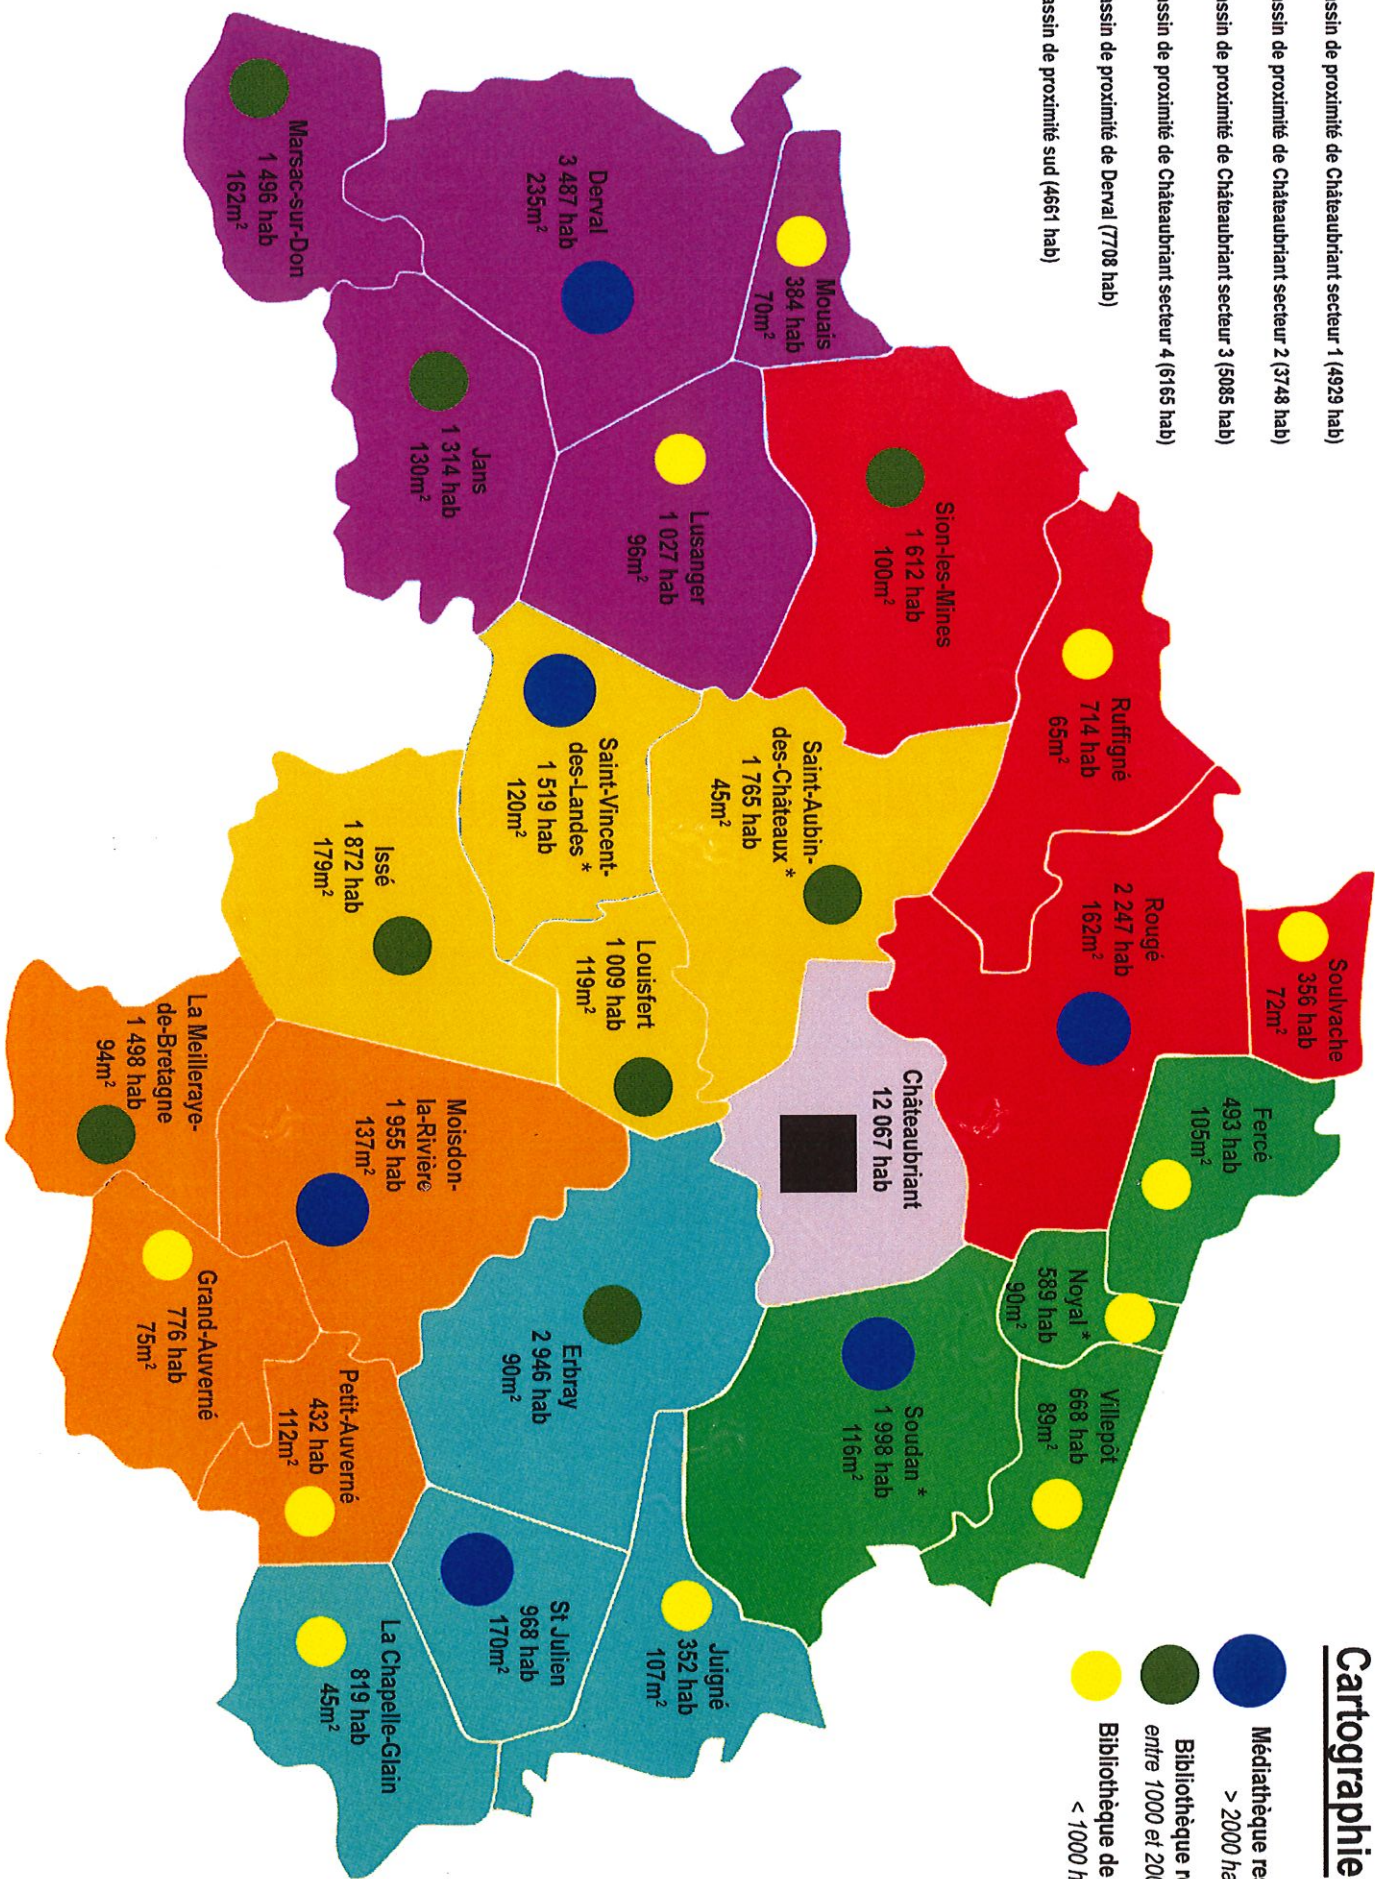 Cartographie
Médiathèque
> 2000
Bibliothèque
entre 1000 et
Bibliothèque de
< 1000
de proximité de Châteaubriant secteur 1 (4929 hab)
de proximité de Châteaubriant secteur 2 (3748 hab)
de proximité de Châteaubriant secteur 3 (5085 hab)
de proximité de Châteaubriant secteur 4 (6165 hab)
de proximité de Derval (7708 hab)
de proximité sud (4661 hab)
Soulvache
356 hab
72m²
Fercé
493 hab
105m²
Rougé
2 247 hab
162m²
Ruffigné
714 hab
65m²
Noyal *
589 hab
90m²
Villepôt
668 hab
89m²
Sion-les-Mines
1 612 hab
100m²
Châteaubriant
12 067 hab
Soudan *
1 998 hab
116m²
Mouais
384 hab
70m²
Saint-Aubin-
des-Châteaux *
1 765 hab
45m²
Juigné
352 hab
107m²
Lusanger
1 027 hab
96m²
Derval
3 487 hab
235m²
Saint-Vincent-
des-Landes *
1 519 hab
120m²
Louisfert
1 009 hab
119m²
Erbray
2 946 hab
90m²
St Julien
968 hab
170m²
Jans
1 314 hab
130m²
Issé
1 872 hab
179m²
Moisdon-
la-Rivière
1 955 hab
137m²
Petit-Auverné
432 hab
112m²
La Chapelle-Glain
819 hab
45m²
Marsac-sur-Don
1 496 hab
162m²
La Meilleraye-
de-Bretagne
1 498 hab
94m²
Grand-Auverné
776 hab
75m²